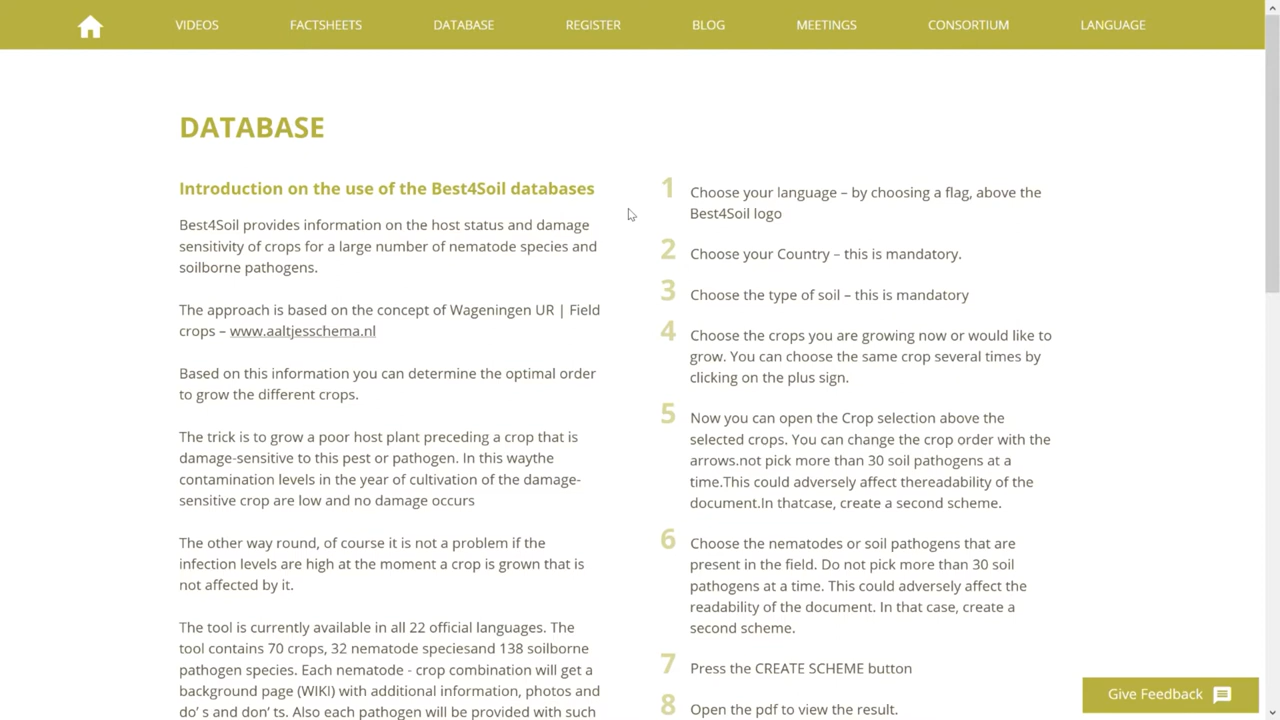 VIDEOS FACTSHEETS DATABASE REGISTER BLOG MEETINGS CONSORTIUM LANGUAGE
DATABASE
Introduction on the use of the Best4Soil databases
Best4Soil provides information on the host status and damage
sensitivity of crops for a large number of nematode species and
soilborne pathogens.
The approach is based on the concept of Wageningen UR | Field
crops – www.aaltjesschema.nl
Based on this information you can determine the optimal order
to grow the different crops.
The trick is to grow a poor host plant preceding a crop that is
damage-sensitive to this pest or pathogen. In this waythe
contamination levels in the year of cultivation of the damage-
sensitive crop are low and no damage occurs
The other way round, of course it is not a problem if the
infection levels are high at the moment a crop is grown that is
not affected by it.
The tool is currently available in all 22 official languages. The
tool contains 70 crops, 32 nematode speciesand 138 soilborne
pathogen species. Each nematode - crop combination will get a
background page (WIKI) with additional information, photos and
do' s and don' ts. Also each pathogen will be provided with such
1 Choose your language – by choosing a flag, above the
Best4Soil logo
2 Choose your Country – this is mandatory.
3 Choose the type of soil – this is mandatory
4 Choose the crops you are growing now or would like to
grow. You can choose the same crop several times by
clicking on the plus sign.
5 Now you can open the Crop selection above the
selected crops. You can change the crop order with the
arrows.not pick more than 30 soil pathogens at a
time.This could adversely affect thereadability of the
document.In thatcase, create a second scheme.
6 Choose the nematodes or soil pathogens that are
present in the field. Do not pick more than 30 soil
pathogens at a time. This could adversely affect the
readability of the document. In that case, create a
second scheme.
7 Press the CREATE SCHEME button
8 Open the pdf to view the result.
Give Feedback